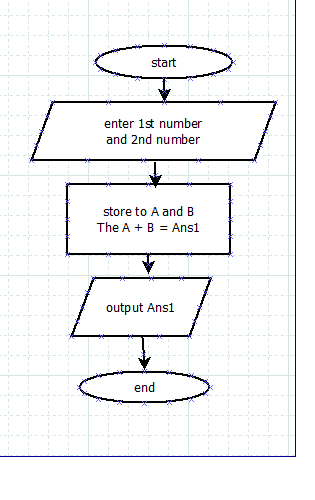 start
enter 1st number
and 2nd number
store to A and B
The A + B = Ans1
output Ans1
end